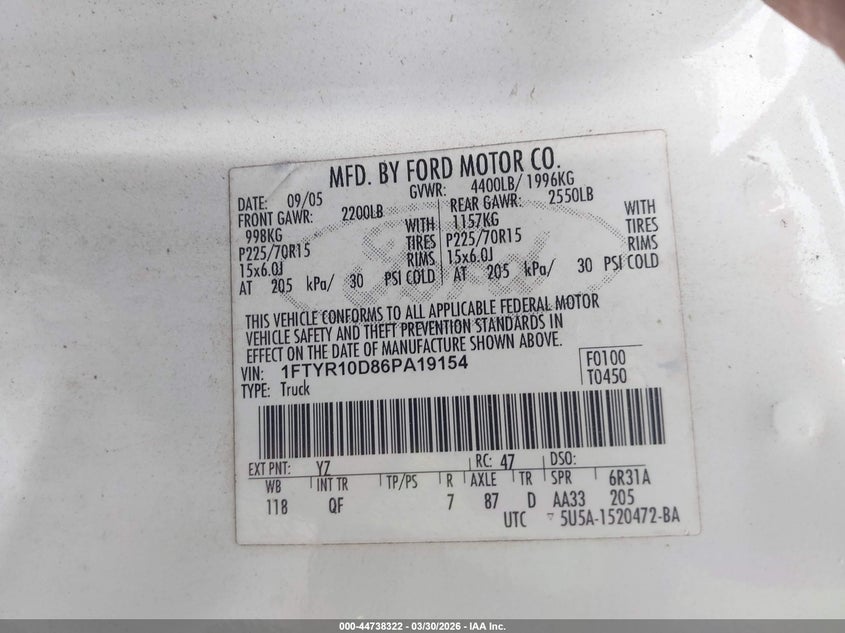 MFD. BY FORD MOTOR CO.
DATE: 09/05 GVWR: 4400LB/ 1996KG
FRONT GAWR: 2200LB REAR GAWR: 2550LB
998KG WITH 1157KG WITH
P225/70R15 TIRES P225/70R15 TIRES
15x6.0J RIMS 15x6.0J RIMS
AT 205 kPa/ 30 PSI COLD AT 205 kPa/ 30 PSI COLD
THIS VEHICLE CONFORMS TO ALL APPLICABLE FEDERAL MOTOR
VEHICLE SAFETY AND THEFT PREVENTION STANDARDS IN
EFFECT ON THE DATE OF MANUFACTURE SHOWN ABOVE.
VIN: 1FTYR10D86PA19154 F0100
TYPE: Truck T0450
EXT PNT: YZ RC: 47 DSO:
WB INT TR TP/PS R AXLE TR SPR 6R31A
118 QF 7 87 D AA33 205
UTC ▽ 5U5A-1520472-BA
Ford
000-44738322 — 03/30/2026 — IAA Inc.